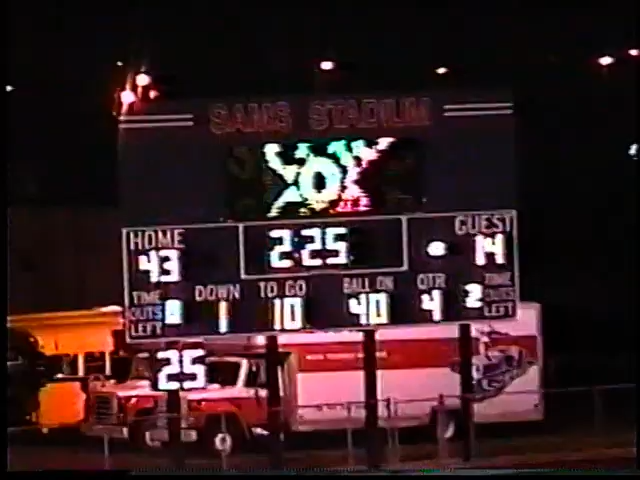 SAMS STADIUM
HOME 2:25 GUEST
43 14
TIME OUTS LEFT DOWN 1 TO GO 10 BALL ON 40 QTR 4 2 TIME OUTS LEFT
25